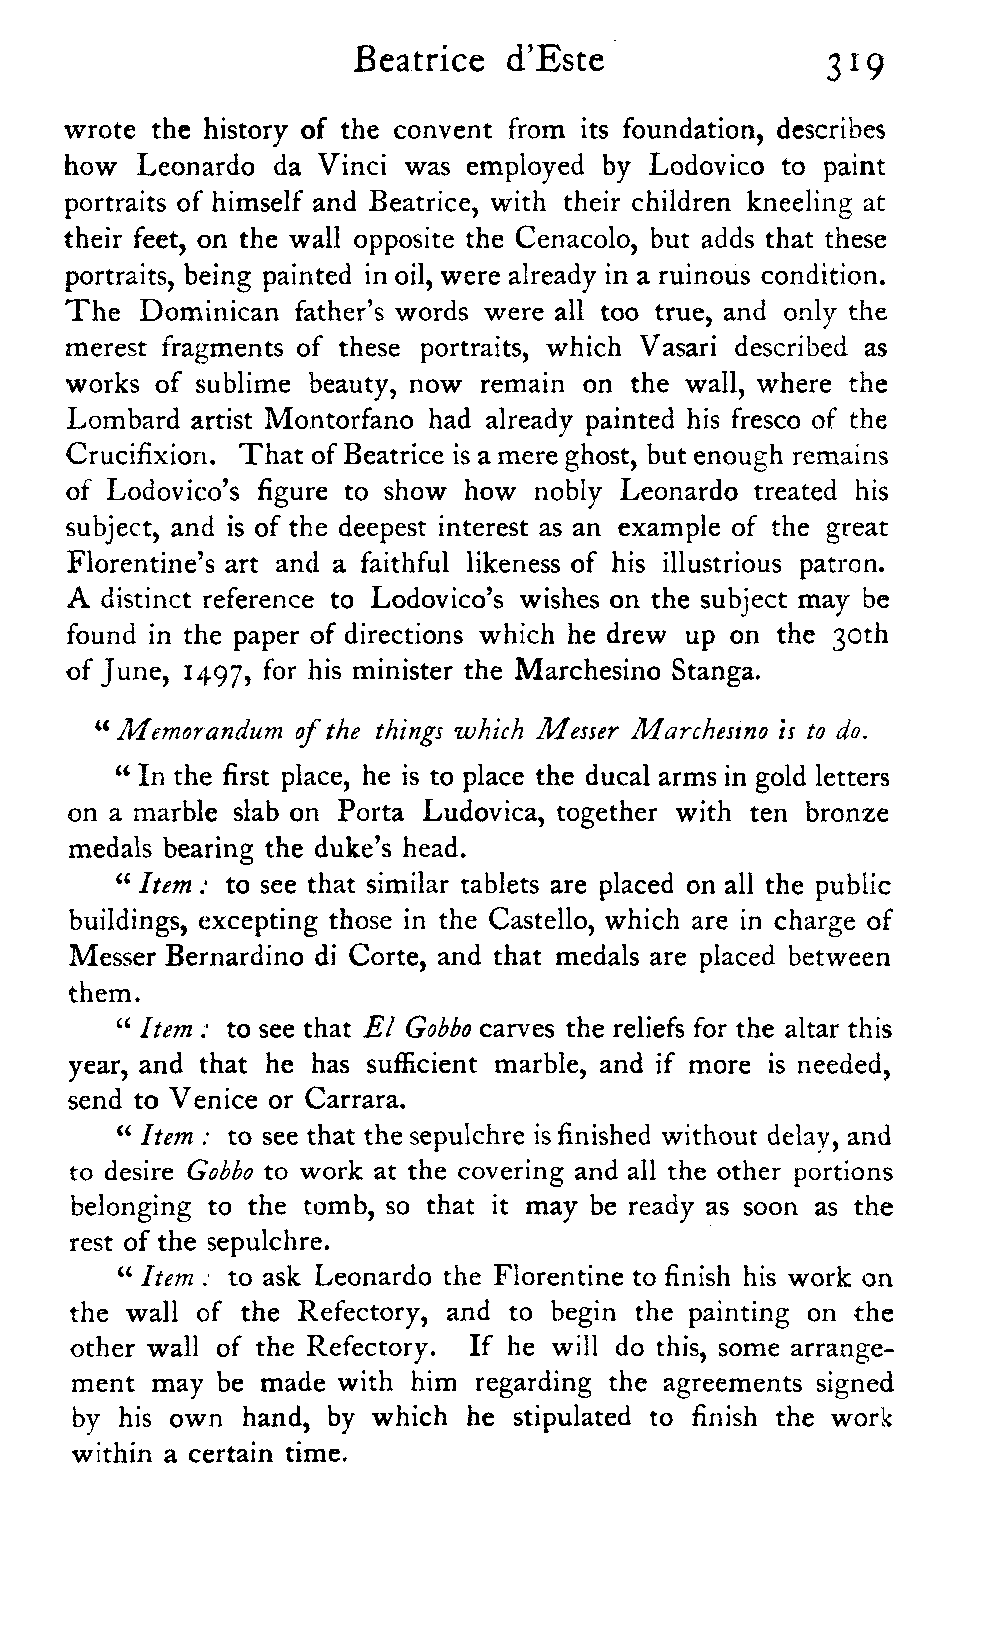 Beatrice d'Este 319
wrote the history of the convent from its foundation, describes
how Leonardo da Vinci was employed by Lodovico to paint
portraits of himself and Beatrice, with their children kneeling at
their feet, on the wall opposite the Cenacolo, but adds that these
portraits, being painted in oil, were already in a ruinous condition.
The Dominican father's words were all too true, and only the
merest fragments of these portraits, which Vasari described as
works of sublime beauty, now remain on the wall, where the
Lombard artist Montorfano had already painted his fresco of the
Crucifixion. That of Beatrice is a mere ghost, but enough remains
of Lodovico's figure to show how nobly Leonardo treated his
subject, and is of the deepest interest as an example of the great
Florentine's art and a faithful likeness of his illustrious patron.
A distinct reference to Lodovico's wishes on the subject may be
found in the paper of directions which he drew up on the 30th
of June, 1497, for his minister the Marchesino Stanga.
"Memorandum of the things which Messer Marchesino is to do.
"In the first place, he is to place the ducal arms in gold letters
on a marble slab on Porta Ludovica, together with ten bronze
medals bearing the duke's head.
"Item: to see that similar tablets are placed on all the public
buildings, excepting those in the Castello, which are in charge of
Messer Bernardino di Corte, and that medals are placed between
them.
"Item: to see that El Gobbo carves the reliefs for the altar this
year, and that he has sufficient marble, and if more is needed,
send to Venice or Carrara.
"Item: to see that the sepulchre is finished without delay, and
to desire Gobbo to work at the covering and all the other portions
belonging to the tomb, so that it may be ready as soon as the
rest of the sepulchre.
"Item: to ask Leonardo the Florentine to finish his work on
the wall of the Refectory, and to begin the painting on the
other wall of the Refectory. If he will do this, some arrange-
ment may be made with him regarding the agreements signed
by his own hand, by which he stipulated to finish the work
within a certain time.